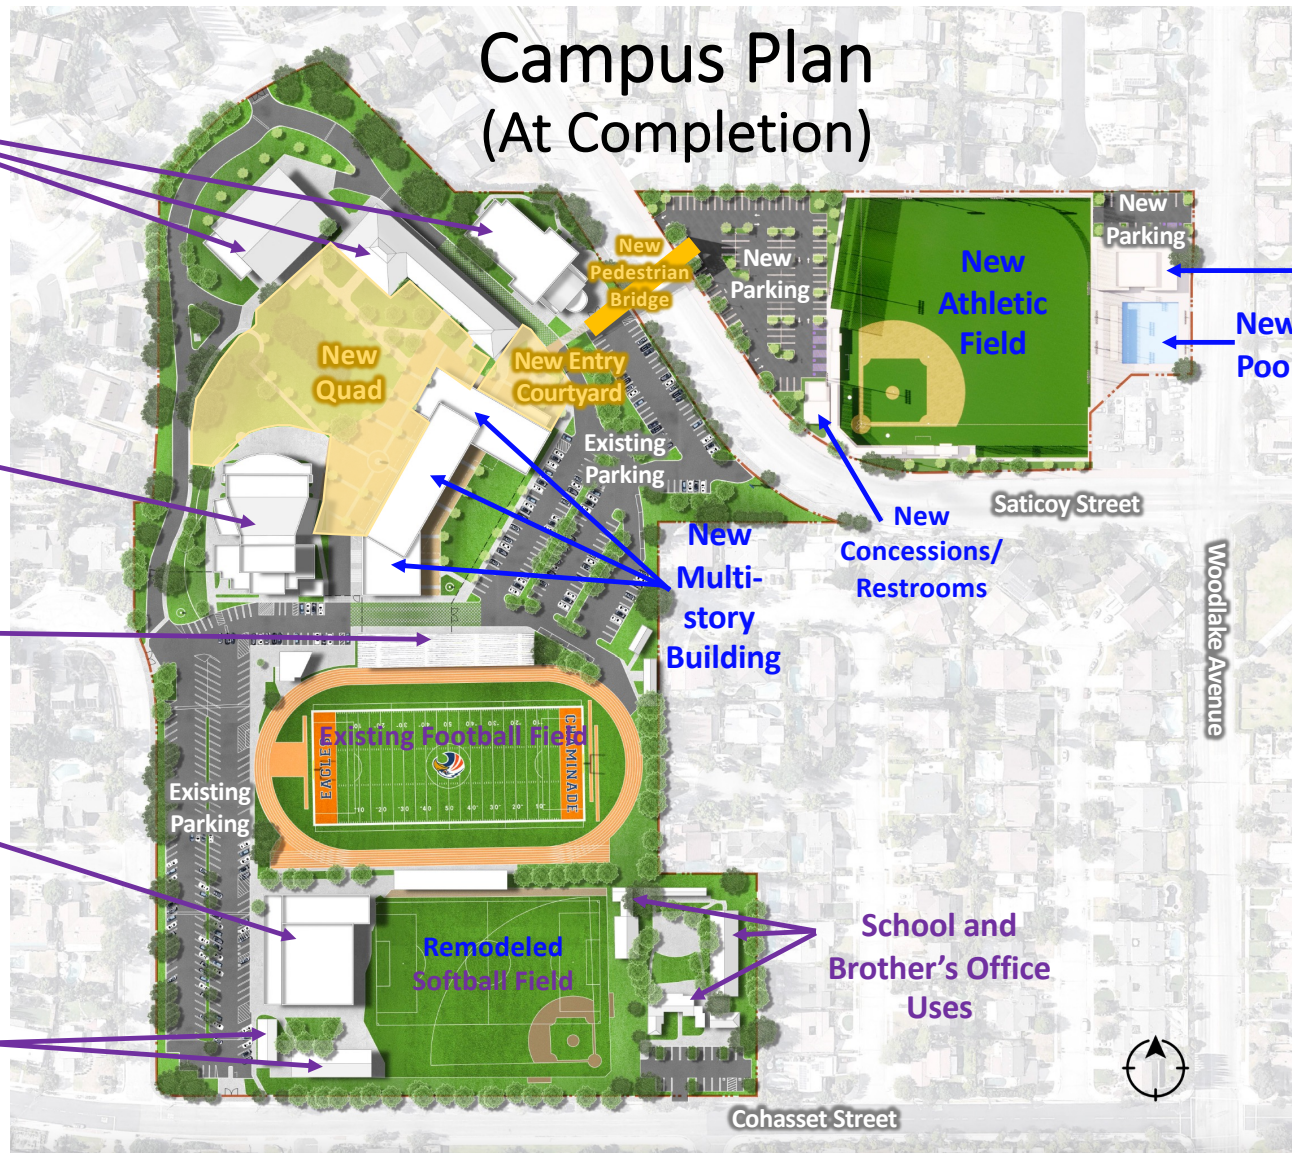 Campus Plan
(At Completion)
New
Parking
New
Pedestrian
Bridge
New
Parking
New
Athletic
Field
New
Poo
New
Quad
New Entry
Courtyard
Existing
Parking
Saticoy Street
New
Concessions/
Restrooms
New
Multi-
story
Building
Woodlake Avenue
Existing Football Field
EAGLES
CHAMINADE
Existing
Parking
Remodeled
Softball Field
School and
Brother's Office
Uses
Cohasset Street